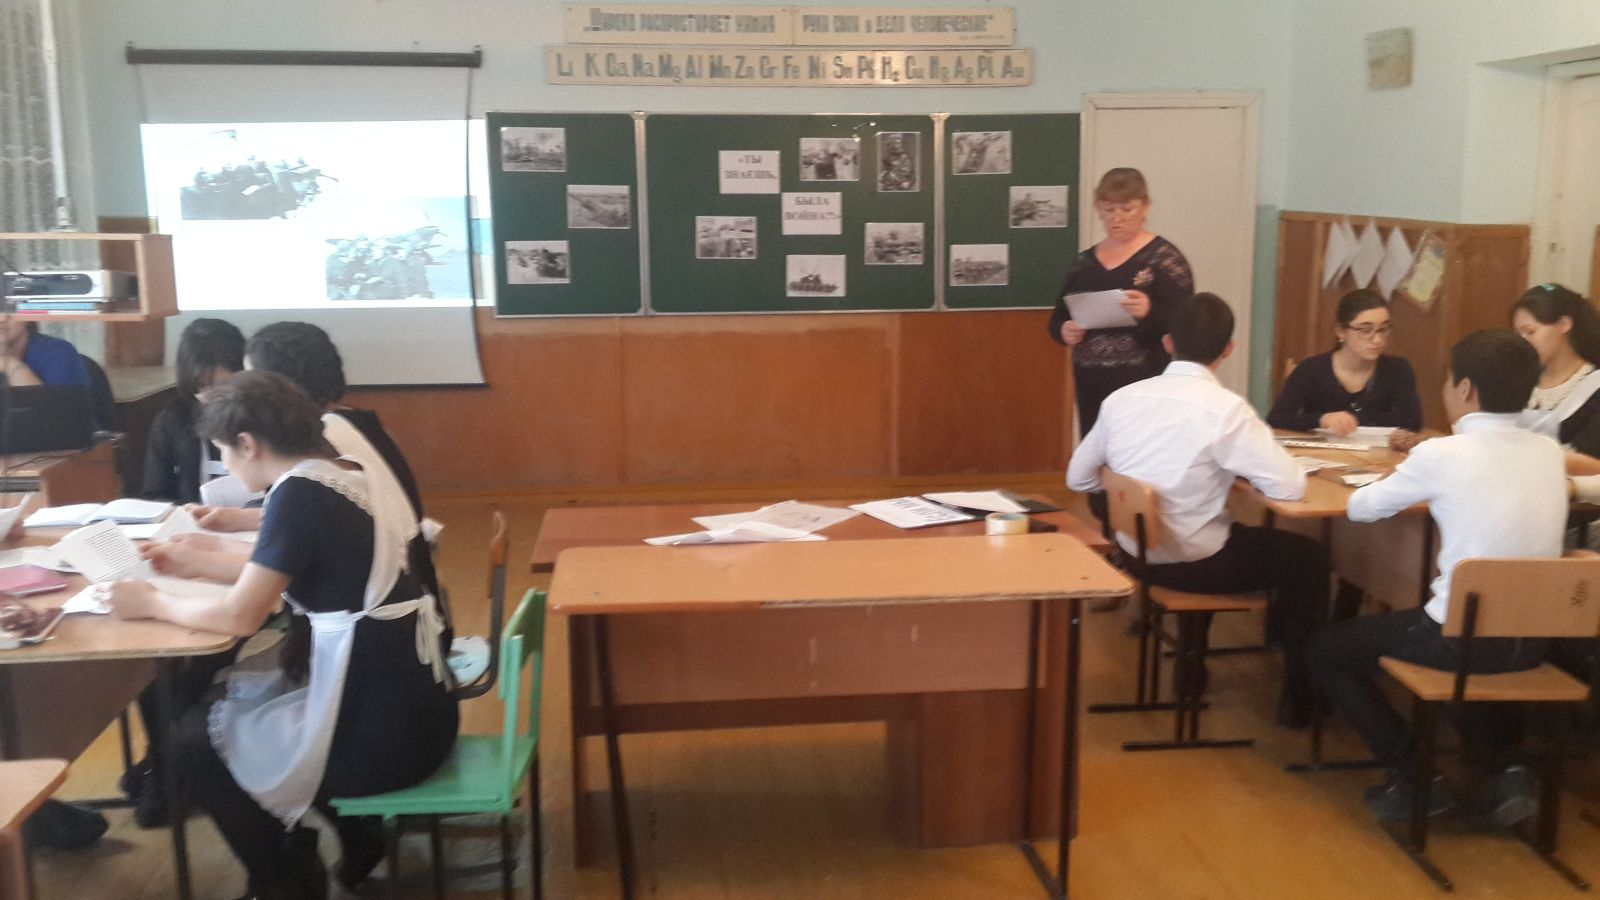 „Широко распростирает химия руки свои в дела человеческие"
Li K Ca Na Mg Al Mn Zn Cr Fe Ni Sn Pb H₂ Cu Hg Ag Pt Au
«ТЫ
ЗНАЕШЬ,
БЫЛА
ВОЙНА!!!»